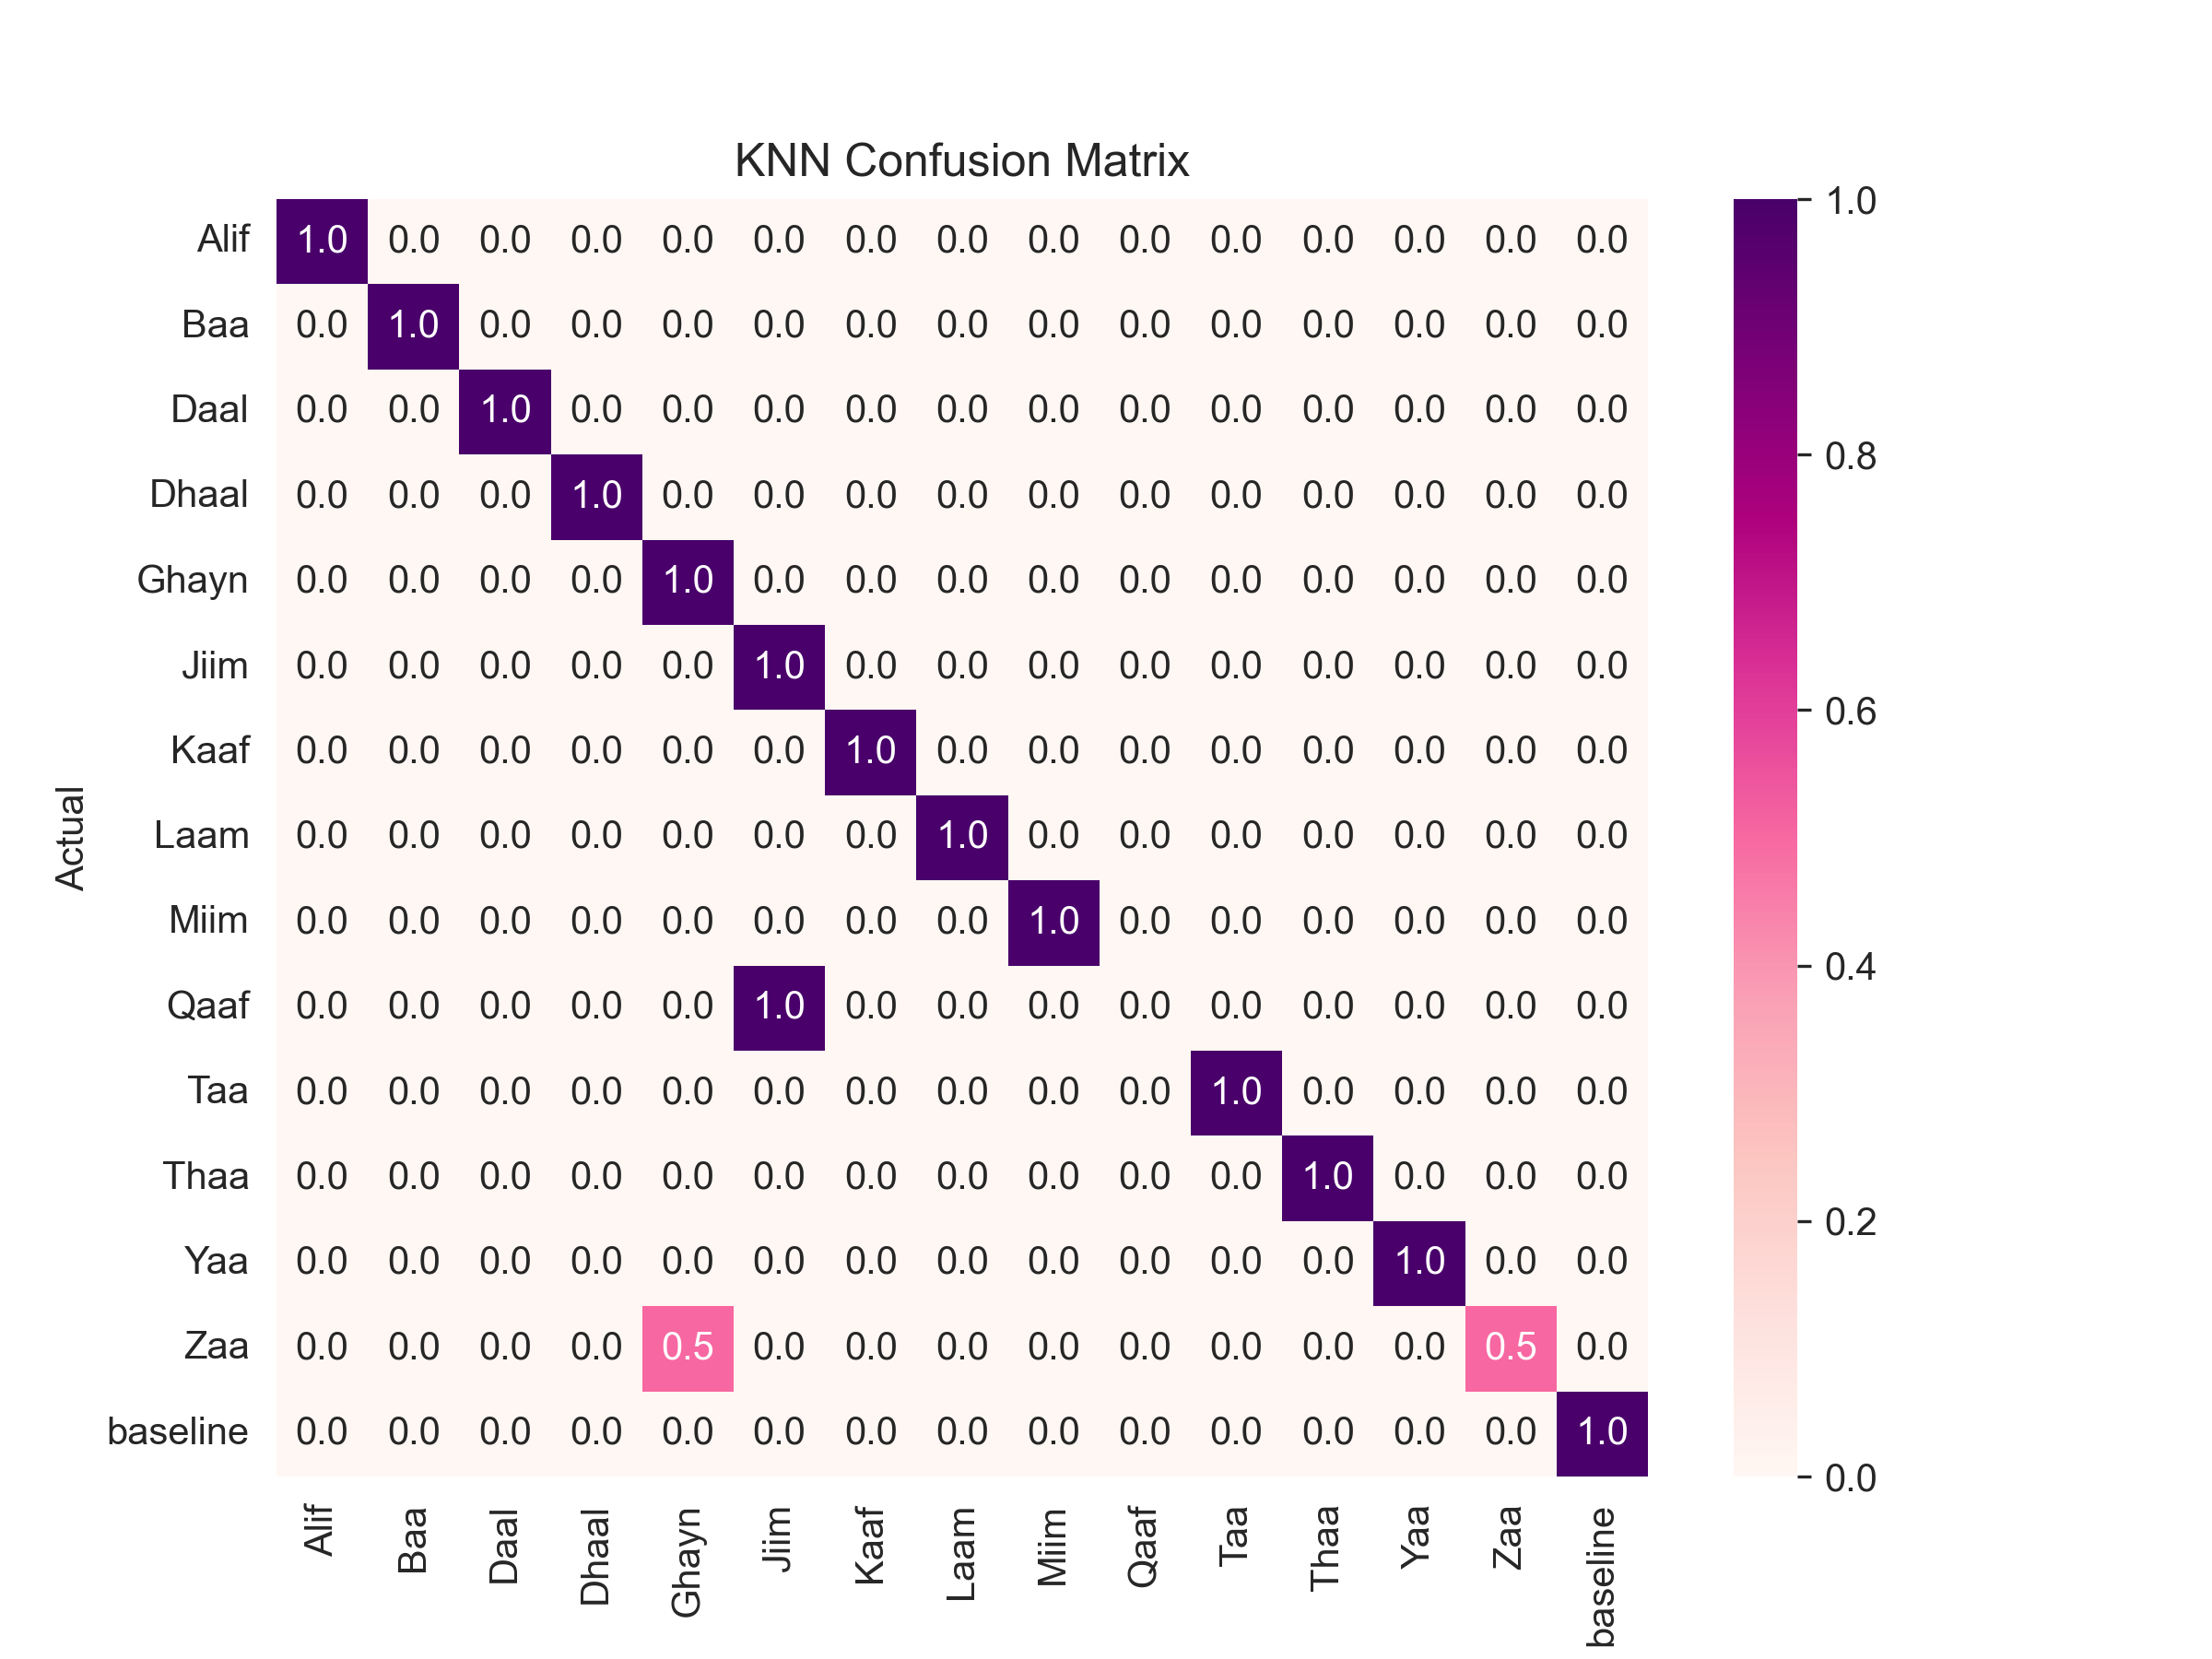 KNN Confusion Matrix
Actual
Alif 1.0 0.0 0.0 0.0 0.0 0.0 0.0 0.0 0.0 0.0 0.0 0.0 0.0 0.0 0.0
Baa 0.0 1.0 0.0 0.0 0.0 0.0 0.0 0.0 0.0 0.0 0.0 0.0 0.0 0.0 0.0
Daal 0.0 0.0 1.0 0.0 0.0 0.0 0.0 0.0 0.0 0.0 0.0 0.0 0.0 0.0 0.0
Dhaal 0.0 0.0 0.0 1.0 0.0 0.0 0.0 0.0 0.0 0.0 0.0 0.0 0.0 0.0 0.0
Ghayn 0.0 0.0 0.0 0.0 1.0 0.0 0.0 0.0 0.0 0.0 0.0 0.0 0.0 0.0 0.0
Jiim 0.0 0.0 0.0 0.0 0.0 1.0 0.0 0.0 0.0 0.0 0.0 0.0 0.0 0.0 0.0
Kaaf 0.0 0.0 0.0 0.0 0.0 0.0 1.0 0.0 0.0 0.0 0.0 0.0 0.0 0.0 0.0
Laam 0.0 0.0 0.0 0.0 0.0 0.0 0.0 1.0 0.0 0.0 0.0 0.0 0.0 0.0 0.0
Miim 0.0 0.0 0.0 0.0 0.0 0.0 0.0 0.0 1.0 0.0 0.0 0.0 0.0 0.0 0.0
Qaaf 0.0 0.0 0.0 0.0 0.0 1.0 0.0 0.0 0.0 0.0 0.0 0.0 0.0 0.0 0.0
Taa 0.0 0.0 0.0 0.0 0.0 0.0 0.0 0.0 0.0 0.0 1.0 0.0 0.0 0.0 0.0
Thaa 0.0 0.0 0.0 0.0 0.0 0.0 0.0 0.0 0.0 0.0 0.0 1.0 0.0 0.0 0.0
Yaa 0.0 0.0 0.0 0.0 0.0 0.0 0.0 0.0 0.0 0.0 0.0 0.0 1.0 0.0 0.0
Zaa 0.0 0.0 0.0 0.0 0.5 0.0 0.0 0.0 0.0 0.0 0.0 0.0 0.0 0.5 0.0
baseline 0.0 0.0 0.0 0.0 0.0 0.0 0.0 0.0 0.0 0.0 0.0 0.0 0.0 0.0 1.0
Alif Baa Daal Dhaal Ghayn Jiim Kaaf Laam Miim Qaaf Taa Thaa Yaa Zaa baseline
1.0
0.8
0.6
0.4
0.2
0.0